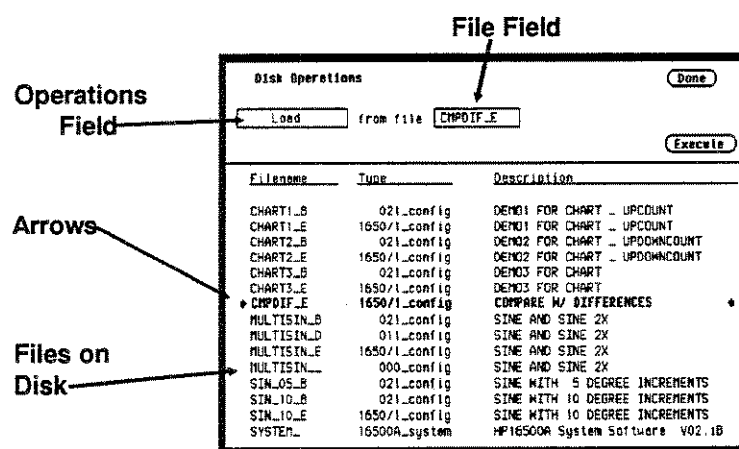 File Field
Disk Operations
Done
Operations
Field
Load from file CMPDIF_E
Execute
Filename Type Description
CHART1_B 021_config DEMO1 FOR CHART _ UPCOUNT
CHART1_E 1650/1_config DEMO1 FOR CHART _ UPCOUNT
CHART2_B 021_config DEMO2 FOR CHART _ UPDOWNCOUNT
CHART2_E 1650/1_config DEMO2 FOR CHART _ UPDOWNCOUNT
CHART3_B 021_config DEMO3 FOR CHART
CHART3_E 1650/1_config DEMO3 FOR CHART
CMPDIF_E 1650/1_config COMPARE W/ DIFFERENCES
MULTISIN_B 021_config SINE AND SINE 2X
MULTISIN_D 011_config SINE AND SINE 2X
MULTISIN_E 1650/1_config SINE AND SINE 2X
MULTISIN__ 000_config SINE AND SINE 2X
SIN_05_B 021_config SINE WITH 5 DEGREE INCREMENTS
SIN_10_B 021_config SINE WITH 10 DEGREE INCREMENTS
SIN_10_E 1650/1_config SINE WITH 10 DEGREE INCREMENTS
SYSTEM_ 16500A_system HP16500A System Software V02.1B
Arrows
Files on
Disk